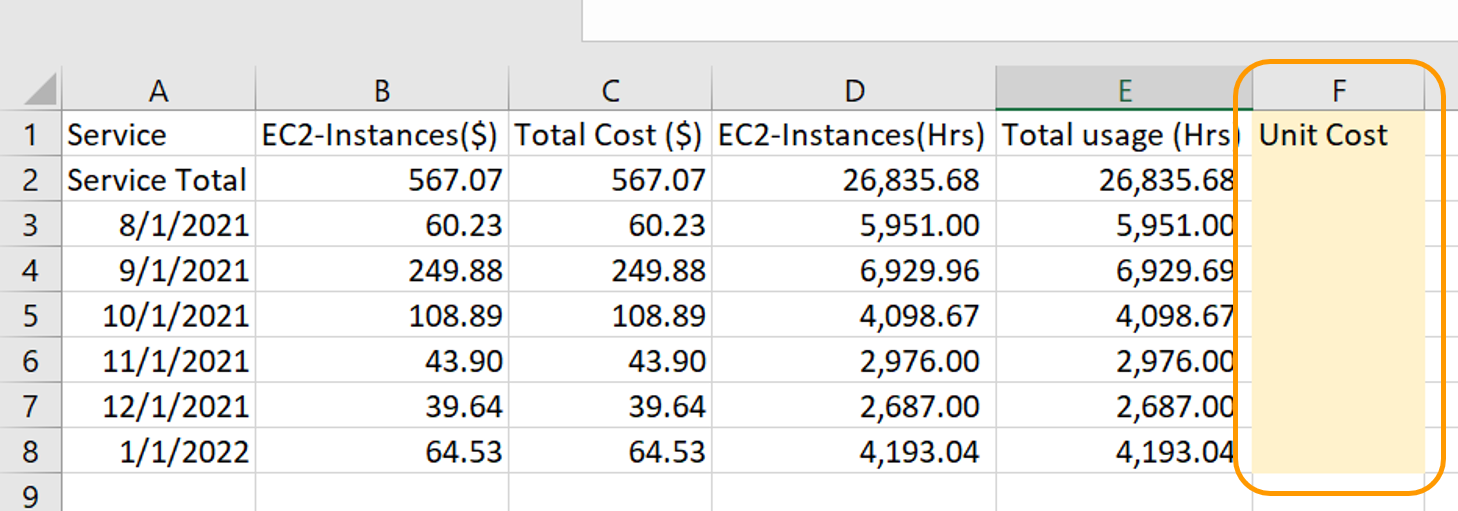 A B C D E F
1 Service EC2-Instances($) Total Cost ($) EC2-Instances(Hrs) Total usage (Hrs) Unit Cost
2 Service Total 567.07 567.07 26,835.68 26,835.68
3 8/1/2021 60.23 60.23 5,951.00 5,951.00
4 9/1/2021 249.88 249.88 6,929.96 6,929.69
5 10/1/2021 108.89 108.89 4,098.67 4,098.67
6 11/1/2021 43.90 43.90 2,976.00 2,976.00
7 12/1/2021 39.64 39.64 2,687.00 2,687.00
8 1/1/2022 64.53 64.53 4,193.04 4,193.04
9